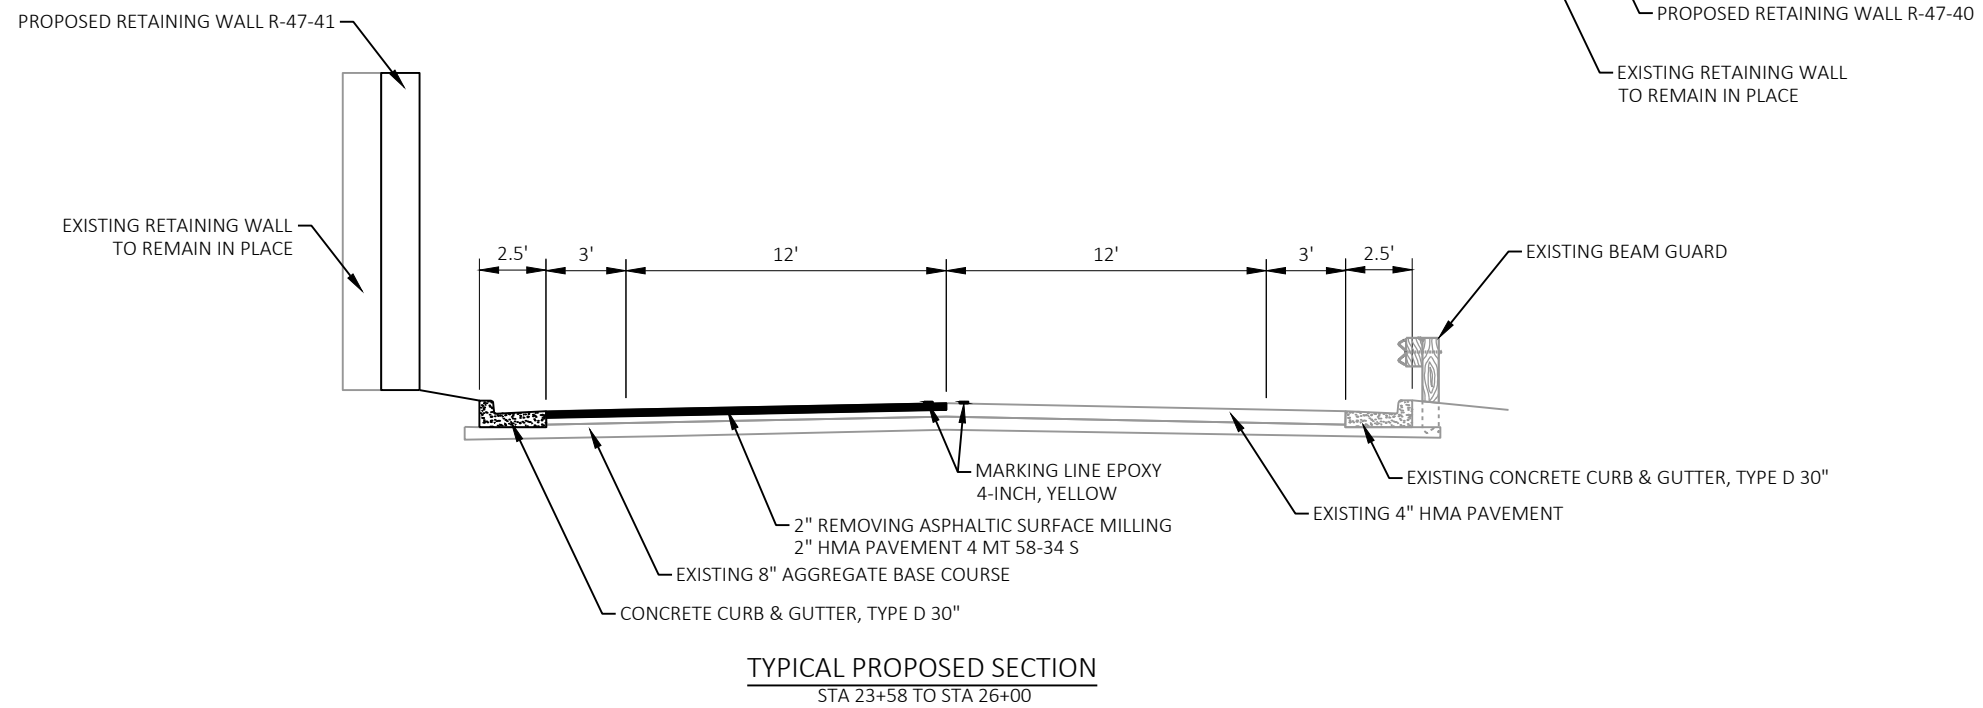 PROPOSED RETAINING WALL R-47-41
PROPOSED RETAINING WALL R-47-40
EXISTING RETAINING WALL
TO REMAIN IN PLACE
EXISTING RETAINING WALL
TO REMAIN IN PLACE
2.5'
3'
12'
12'
3'
2.5'
EXISTING BEAM GUARD
MARKING LINE EPOXY
4-INCH, YELLOW
EXISTING CONCRETE CURB & GUTTER, TYPE D 30"
EXISTING 4" HMA PAVEMENT
2" REMOVING ASPHALTIC SURFACE MILLING
2" HMA PAVEMENT 4 MT 58-34 S
EXISTING 8" AGGREGATE BASE COURSE
CONCRETE CURB & GUTTER, TYPE D 30"
TYPICAL PROPOSED SECTION
STA 23+58 TO STA 26+00